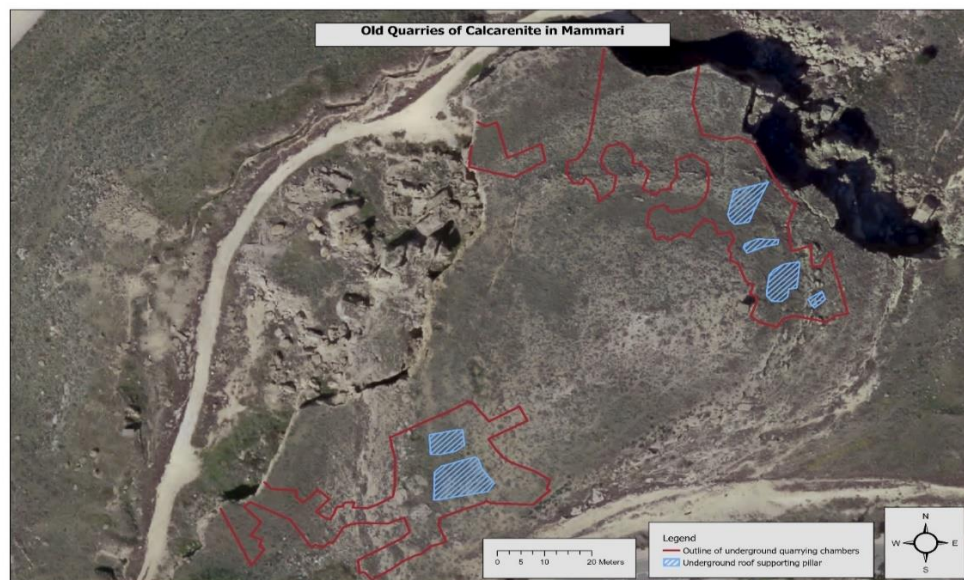 Old Quarries of Calcarenite in Mammari
0 5 10 20 Meters
Legend
Outline of underground quarrying chambers
Underground roof supporting pillar
N
W E
S